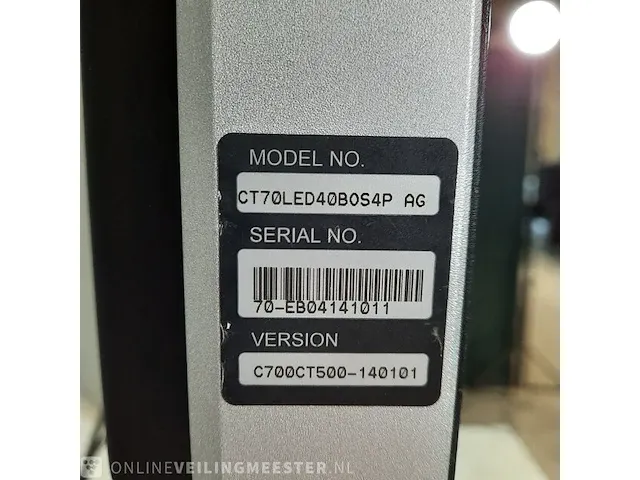 MODEL NO.
CT70LED40B0S4P AG
SERIAL NO.
70-EB04141011
VERSION
C700CT500-140101
ONLINEVEILINGMEESTER.NL